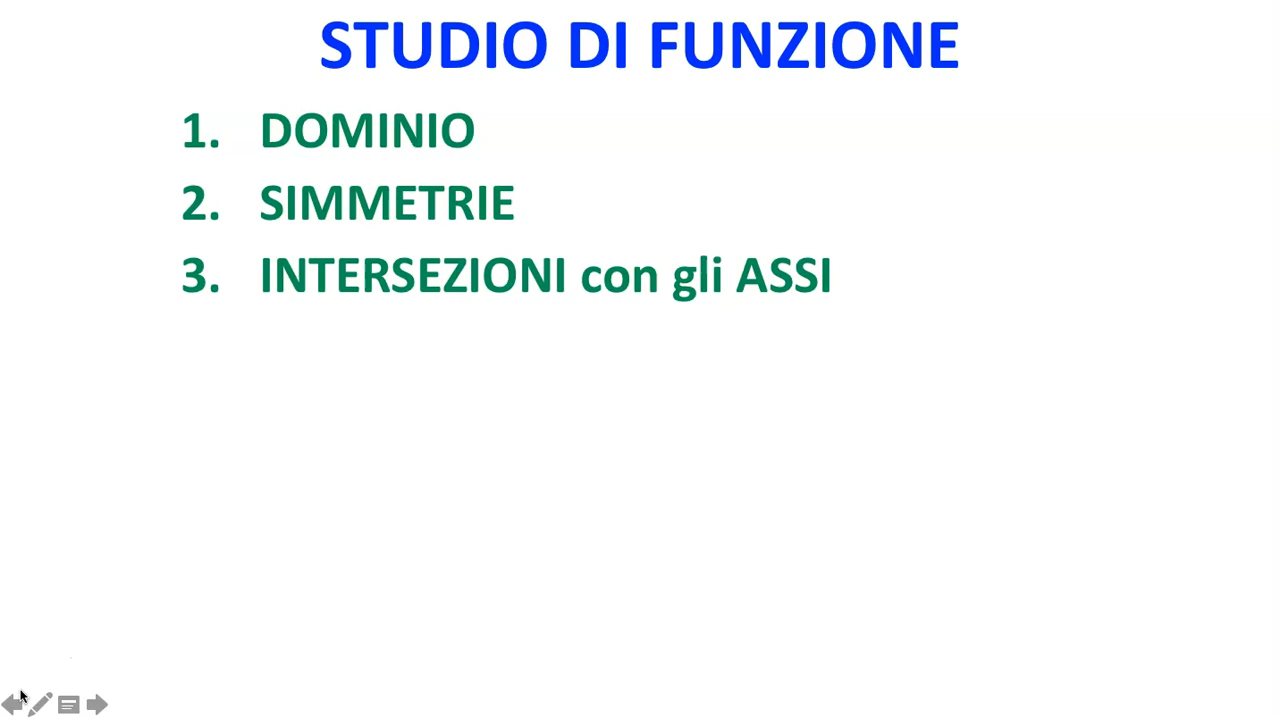 STUDIO DI FUNZIONE
1. DOMINIO
2. SIMMETRIE
3. INTERSEZIONI con gli ASSI